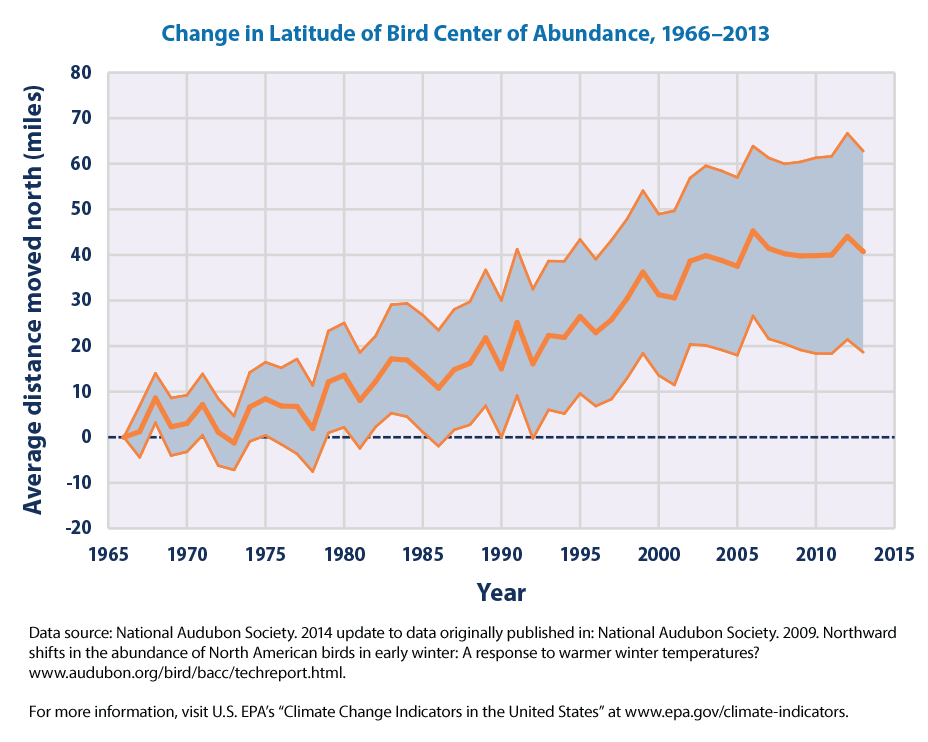 Change in Latitude of Bird Center of Abundance, 1966–2013
Average distance moved north (miles)
80
70
60
50
40
30
20
10
0
-10
-20
1965 1970 1975 1980 1985 1990 1995 2000 2005 2010 2015
Year
Data source: National Audubon Society. 2014 update to data originally published in: National Audubon Society. 2009. Northward
shifts in the abundance of North American birds in early winter: A response to warmer winter temperatures?
www.audubon.org/bird/bacc/techreport.html.
For more information, visit U.S. EPA’s “Climate Change Indicators in the United States” at www.epa.gov/climate-indicators.